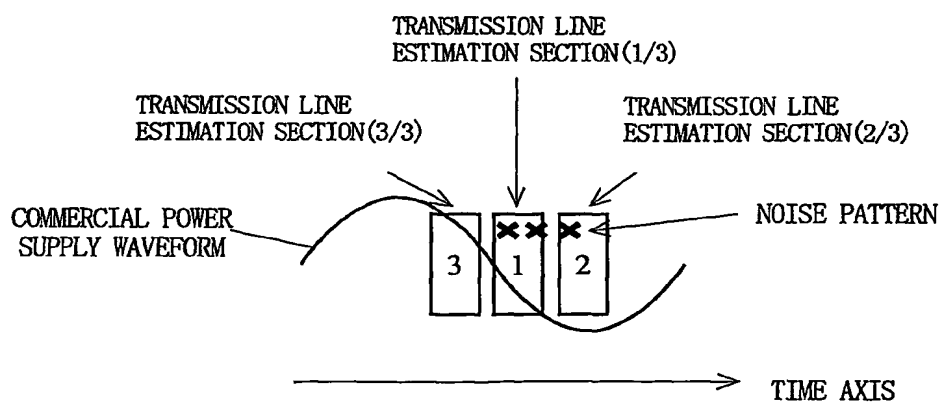 TRANSMISSION LINE
ESTIMATION SECTION(1/3)
TRANSMISSION LINE
ESTIMATION SECTION(3/3)
TRANSMISSION LINE
ESTIMATION SECTION(2/3)
COMMERCIAL POWER
SUPPLY WAVEFORM
NOISE PATTERN
3
1
2
TIME AXIS